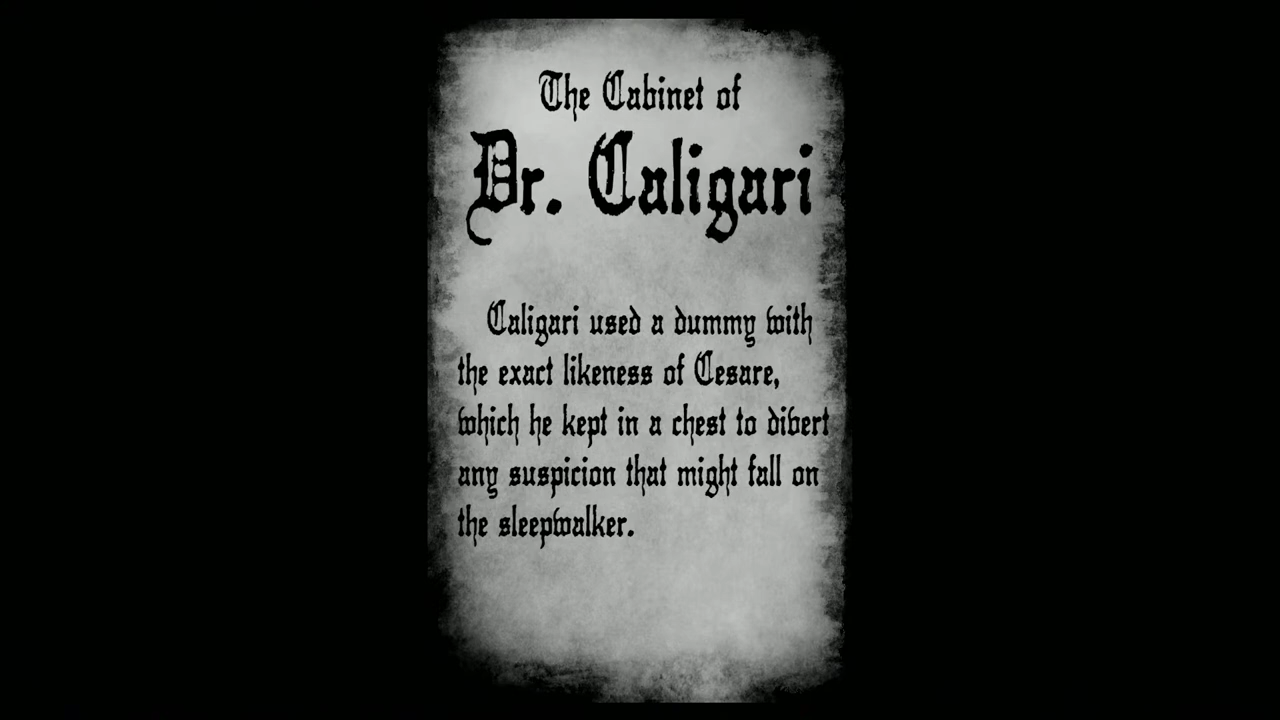 The Cabinet of
Dr. Caligari
Caligari used a dummy with
the exact likeness of Cesare,
which he kept in a chest to divert
any suspicion that might fall on
the sleepwalker.